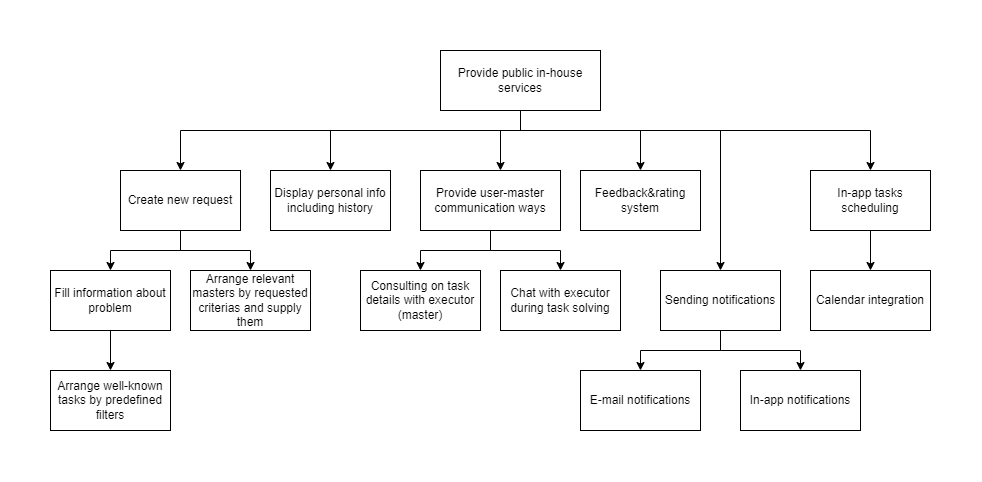 Provide public in-house
services
Create new request
Display personal info
including history
Provide user-master
communication ways
Feedback&rating
system
In-app tasks
scheduling
Fill information about
problem
Arrange relevant
masters by requested
criterias and supply
them
Consulting on task
details with executor
(master)
Chat with executor
during task solving
Sending notifications
Calendar integration
Arrange well-known
tasks by predefined
filters
E-mail notifications
In-app notifications